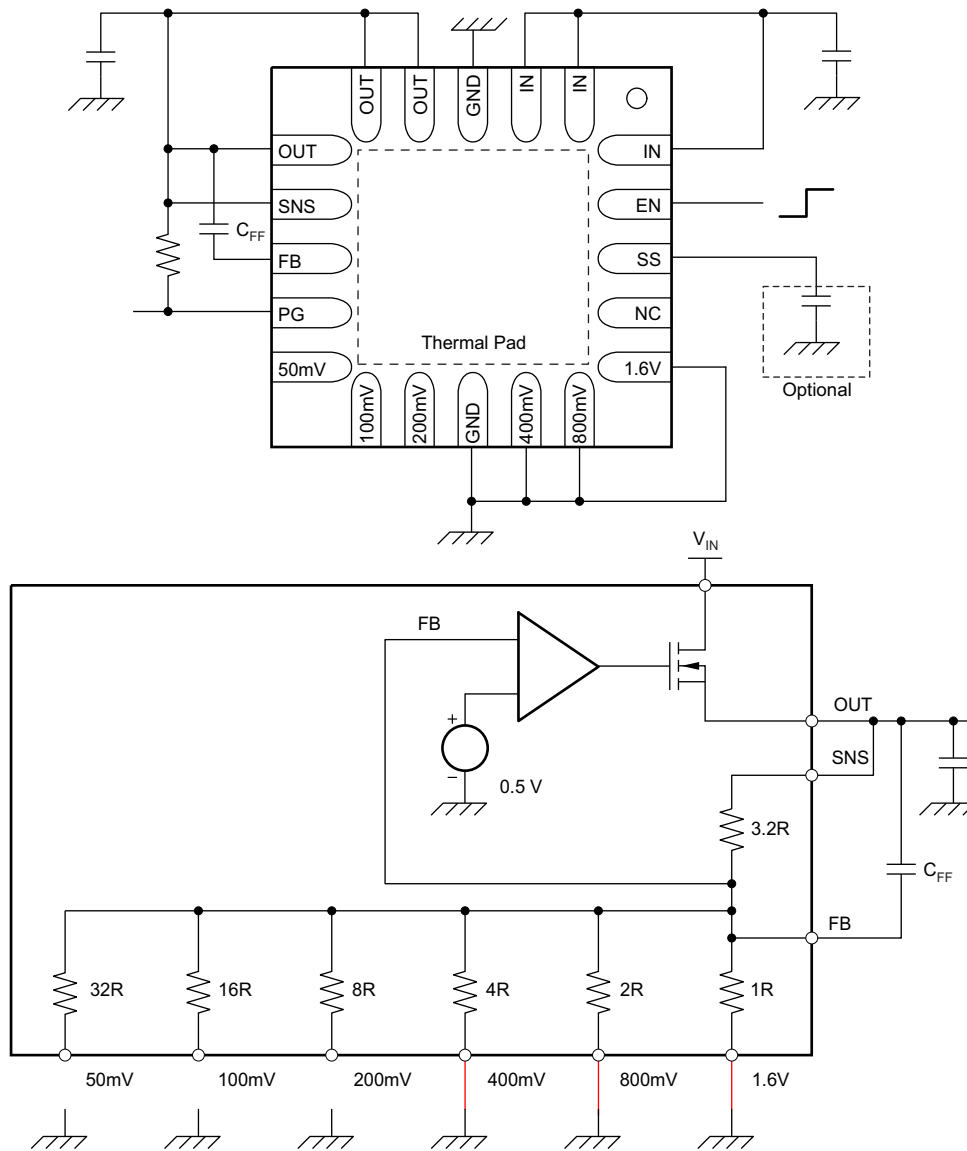 OUT
OUT
GND
IN
IN
OUT
IN
SNS
EN
C_FF
FB
SS
PG
NC
Thermal Pad
50mV
1.6V
100mV
200mV
GND
400mV
800mV
Optional
V_IN
FB
OUT
+
SNS
−
0.5 V
3.2R
C_FF
FB
32R
16R
8R
4R
2R
1R
50mV
100mV
200mV
400mV
800mV
1.6V